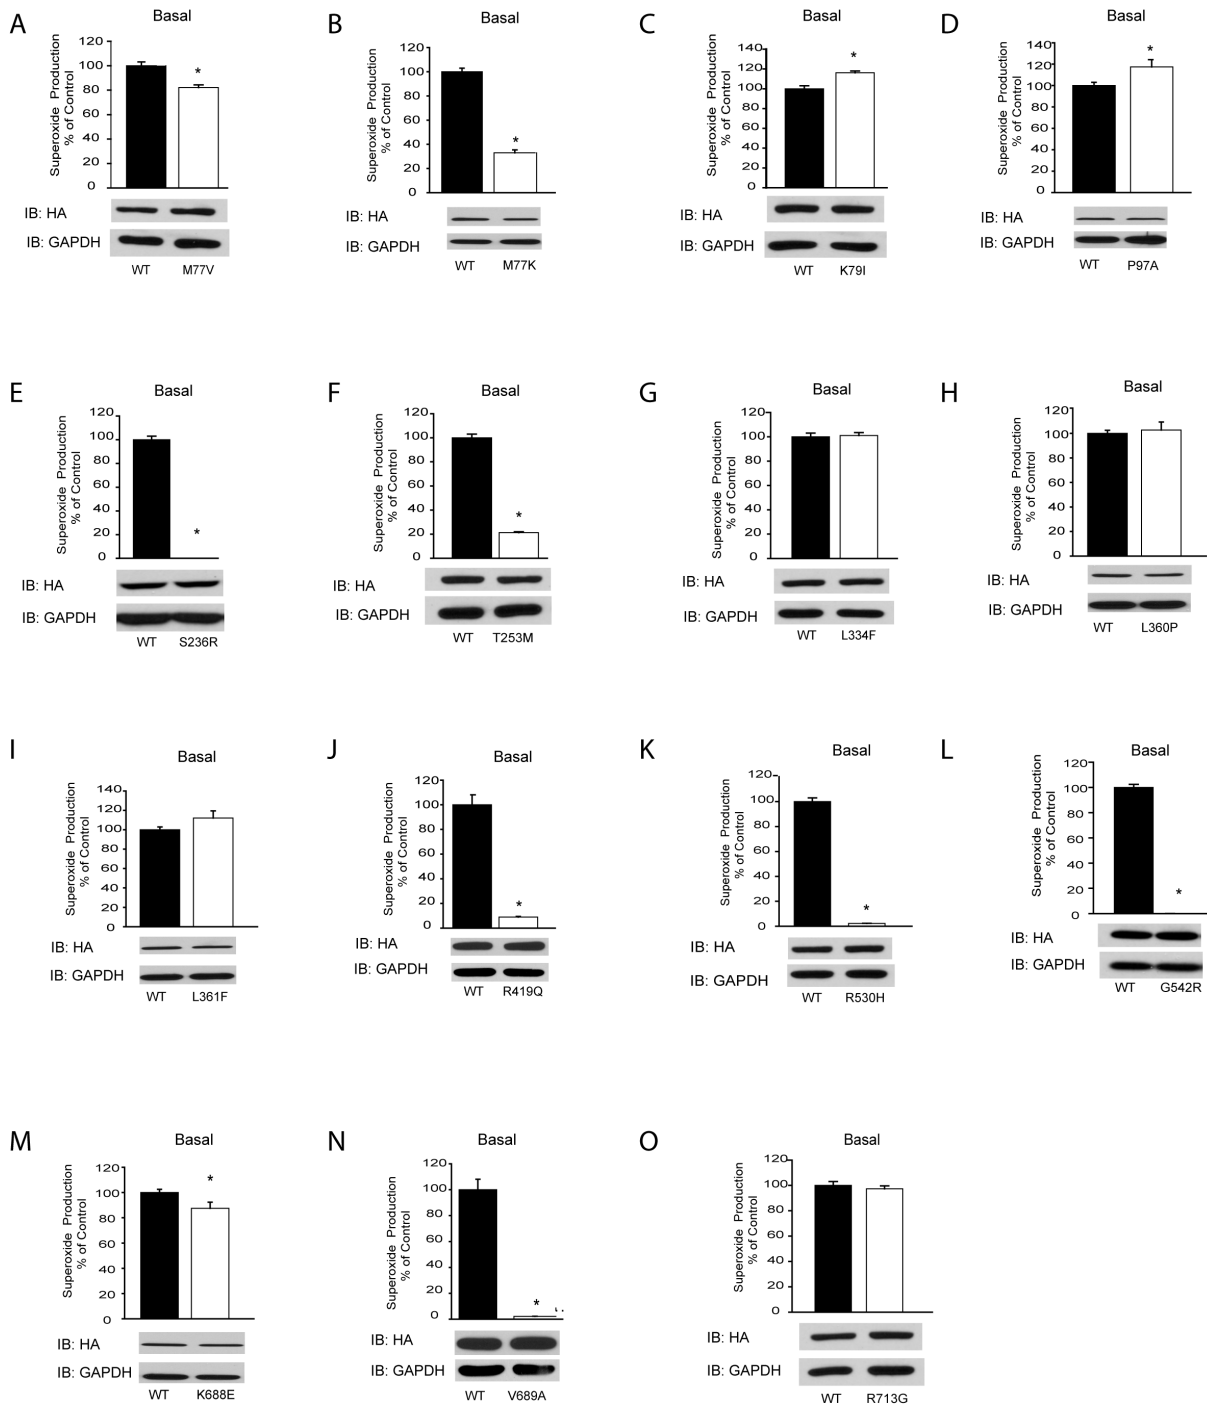 A
Basal
Superoxide Production
% of Control
120
100
80
60
40
20
0
*
IB: HA
IB: GAPDH
WT M77V
B
Basal
Superoxide Production
% of Control
120
100
80
60
40
20
0
*
IB: HA
IB: GAPDH
WT M77K
C
Basal
Superoxide Production
% of Control
140
120
100
80
60
40
20
0
*
IB: HA
IB: GAPDH
WT K79I
D
Basal
Superoxide Production
% of Control
140
120
100
80
60
40
20
0
*
IB: HA
IB: GAPDH
WT P97A
E
Basal
Superoxide Production
% of Control
120
100
80
60
40
20
0
*
IB: HA
IB: GAPDH
WT S236R
F
Basal
Superoxide Production
% of Control
120
100
80
60
40
20
0
*
IB: HA
IB: GAPDH
WT T253M
G
Basal
Superoxide Production
% of Control
120
100
80
60
40
20
0
IB: HA
IB: GAPDH
WT L334F
H
Basal
Superoxide Production
% of Control
120
100
80
60
40
20
0
IB: HA
IB: GAPDH
WT L360P
I
Basal
Superoxide Production
% of Control
140
120
100
80
60
40
20
0
IB: HA
IB: GAPDH
WT L361F
J
Basal
Superoxide Production
% of Control
120
100
80
60
40
20
0
*
IB: HA
IB: GAPDH
WT R419Q
K
Basal
Superoxide Production
% of Control
120
100
80
60
40
20
0
*
IB: HA
IB: GAPDH
WT R530H
L
Basal
Superoxide Production
% of Control
120
100
80
60
40
20
0
*
IB: HA
IB: GAPDH
WT G542R
M
Basal
Superoxide Production
% of Control
120
100
80
60
40
20
0
*
IB: HA
IB: GAPDH
WT K688E
N
Basal
Superoxide Production
% of Control
120
100
80
60
40
20
0
*
IB: HA
IB: GAPDH
WT V689A
O
Basal
Superoxide Production
% of Control
120
100
80
60
40
20
0
IB: HA
IB: GAPDH
WT R713G